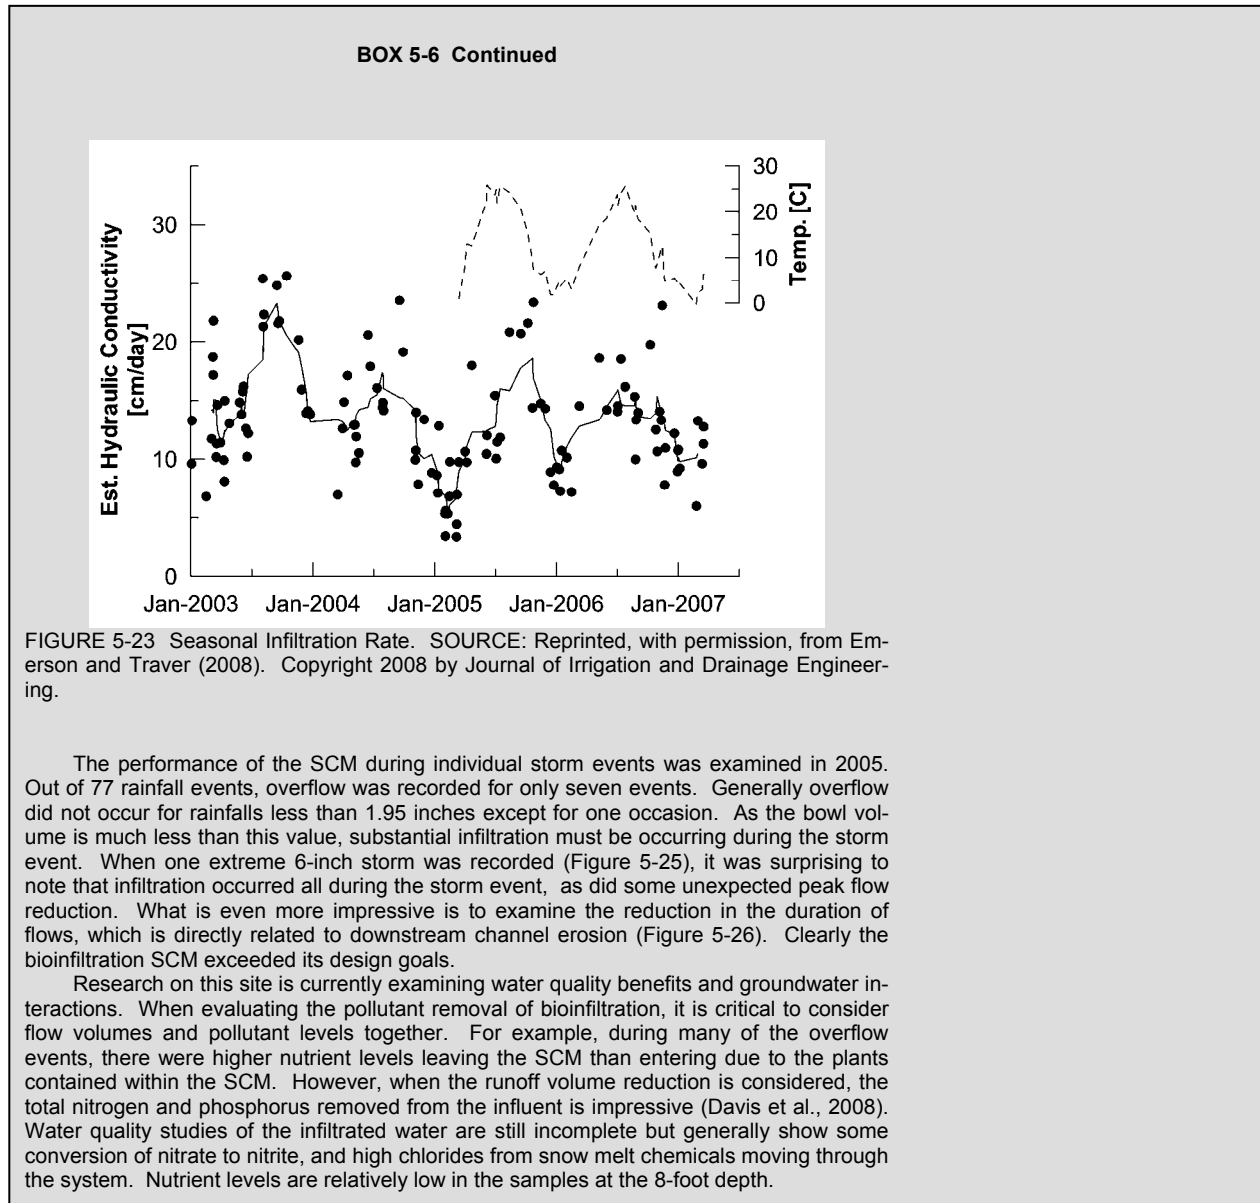 BOX 5-6 Continued
30
20
10
0
Est. Hydraulic Conductivity
[cm/day]
30
20
10
0
Temp. [C]
Jan-2003 Jan-2004 Jan-2005 Jan-2006 Jan-2007
FIGURE 5-23 Seasonal Infiltration Rate. SOURCE: Reprinted, with permission, from Em-
erson and Traver (2008). Copyright 2008 by Journal of Irrigation and Drainage Engineer-
ing.
The performance of the SCM during individual storm events was examined in 2005.
Out of 77 rainfall events, overflow was recorded for only seven events. Generally overflow
did not occur for rainfalls less than 1.95 inches except for one occasion. As the bowl vol-
ume is much less than this value, substantial infiltration must be occurring during the storm
event. When one extreme 6-inch storm was recorded (Figure 5-25), it was surprising to
note that infiltration occurred all during the storm event, as did some unexpected peak flow
reduction. What is even more impressive is to examine the reduction in the duration of
flows, which is directly related to downstream channel erosion (Figure 5-26). Clearly the
bioinfiltration SCM exceeded its design goals.
Research on this site is currently examining water quality benefits and groundwater in-
teractions. When evaluating the pollutant removal of bioinfiltration, it is critical to consider
flow volumes and pollutant levels together. For example, during many of the overflow
events, there were higher nutrient levels leaving the SCM than entering due to the plants
contained within the SCM. However, when the runoff volume reduction is considered, the
total nitrogen and phosphorus removed from the influent is impressive (Davis et al., 2008).
Water quality studies of the infiltrated water are still incomplete but generally show some
conversion of nitrate to nitrite, and high chlorides from snow melt chemicals moving through
the system. Nutrient levels are relatively low in the samples at the 8-foot depth.